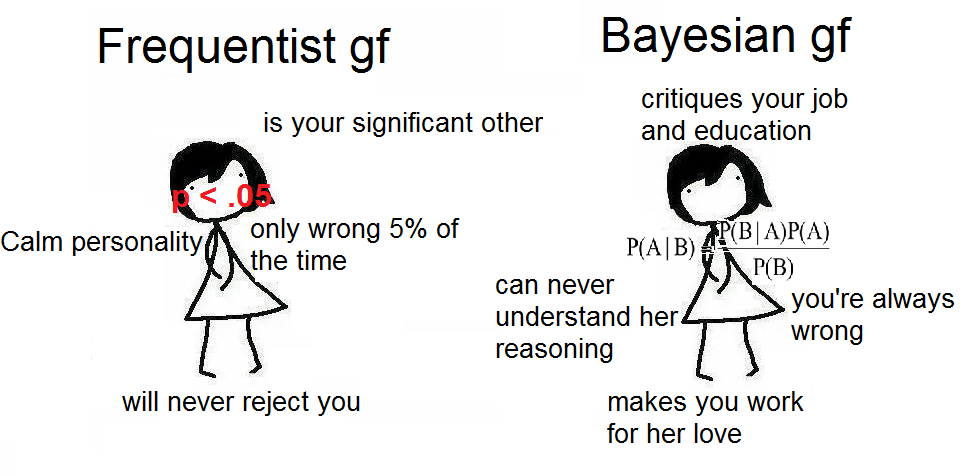 Frequentist gf
is your significant other
p < .05
Calm personality
only wrong 5% of
the time
will never reject you
Bayesian gf
critiques your job
and education
P(A|B) = P(B|A)P(A)
P(B)
can never
understand her
reasoning
you're always
wrong
makes you work
for her love